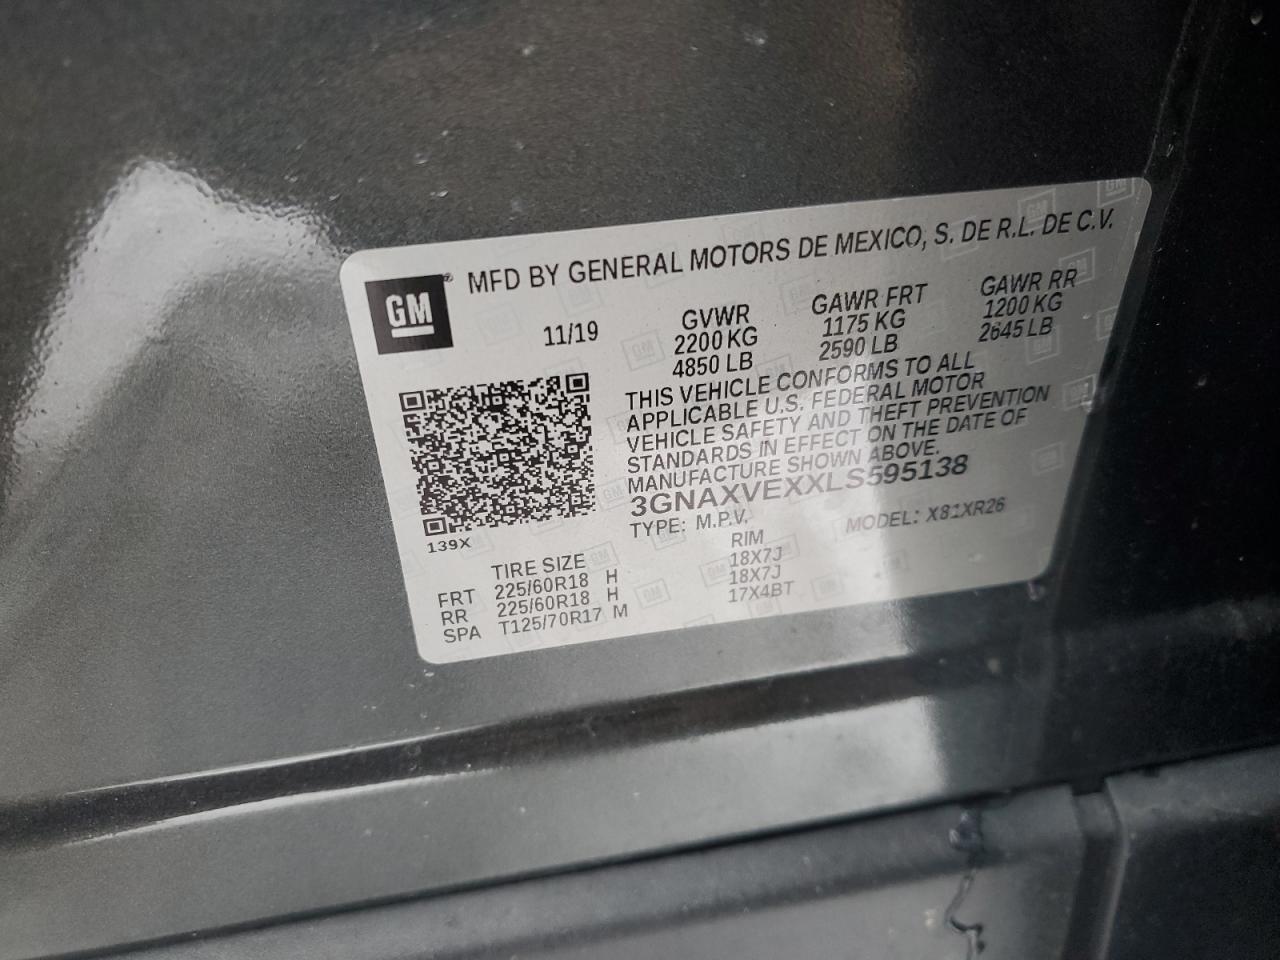 GM
MFD BY GENERAL MOTORS DE MEXICO, S. DE R.L. DE C.V.
11/19
GVWR
2200 KG
4850 LB
GAWR FRT
1175 KG
2590 LB
GAWR RR
1200 KG
2645 LB
THIS VEHICLE CONFORMS TO ALL
APPLICABLE U.S. FEDERAL MOTOR
VEHICLE SAFETY AND THEFT PREVENTION
STANDARDS IN EFFECT ON THE DATE OF
MANUFACTURE SHOWN ABOVE.
3GNAXVEXXLS595138
TYPE: M.P.V. MODEL: X81XR26
139X
TIRE SIZE RIM
FRT 225/60R18 H 18X7J
RR 225/60R18 H 18X7J
SPA T125/70R17 M 17X4BT